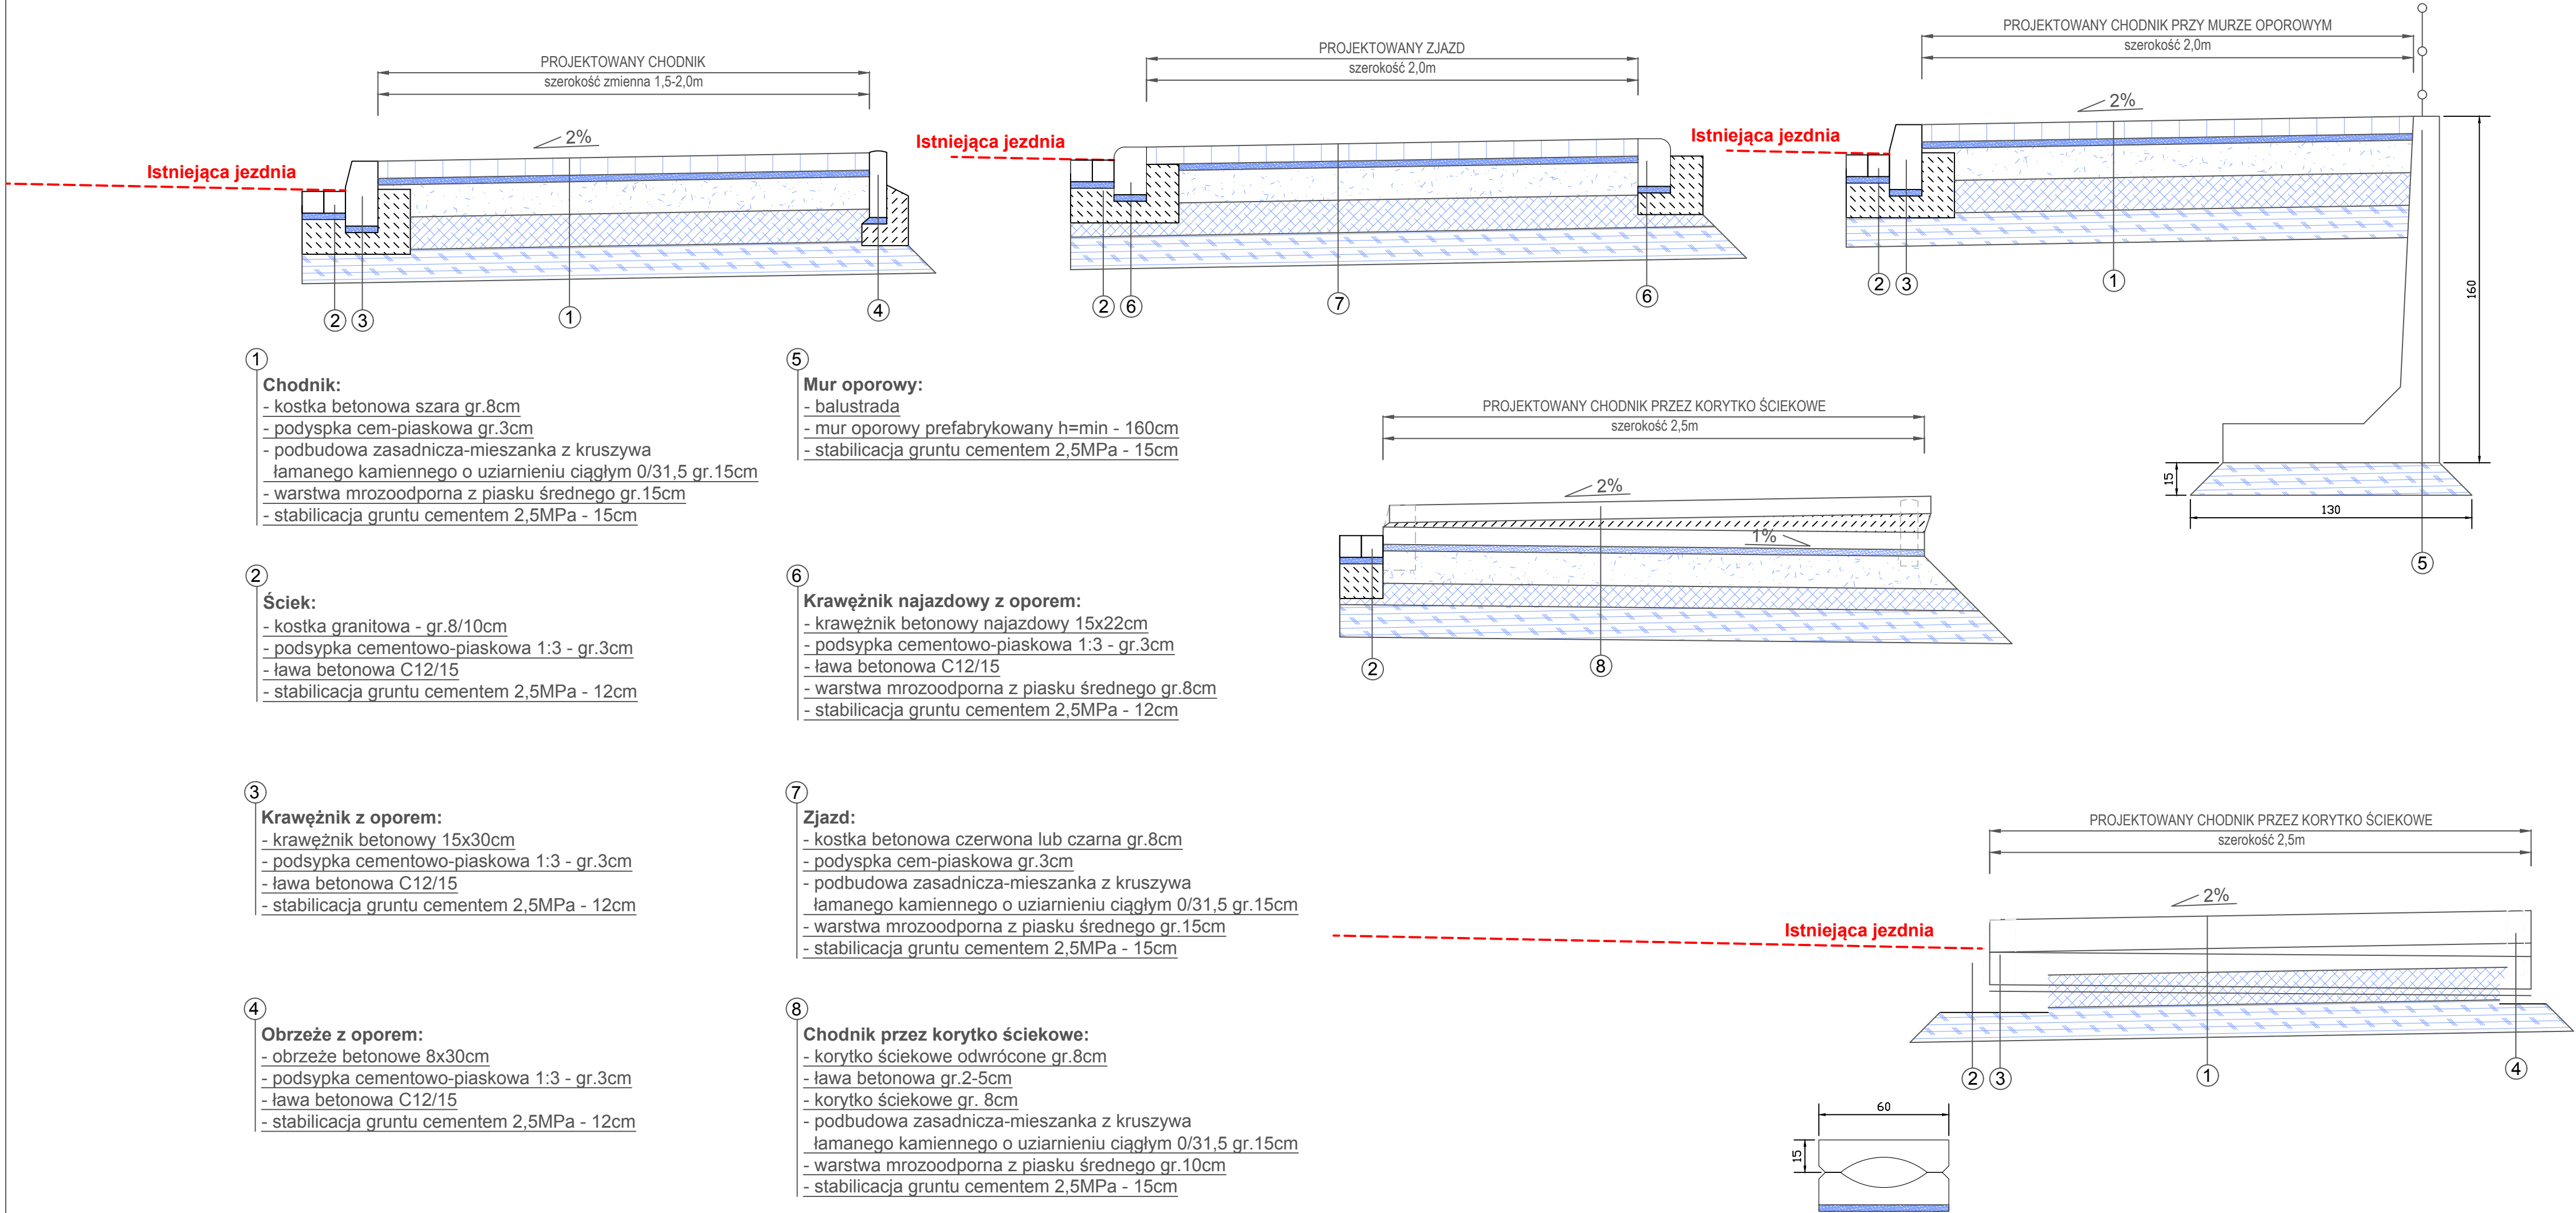 PROJEKTOWANY CHODNIK
szerokość zmienna 1,5-2,0m
2%
Istniejąca jezdnia
2
3
1
4
PROJEKTOWANY ZJAZD
szerokość 2,0m
Istniejąca jezdnia
2
6
7
6
PROJEKTOWANY CHODNIK PRZY MURZE OPOROWYM
szerokość 2,0m
2%
Istniejąca jezdnia
2
3
1
160
15
130
5
1
Chodnik:
- kostka betonowa szara gr.8cm
- podyspka cem-piaskowa gr.3cm
- podbudowa zasadnicza-mieszanka z kruszywa
łamanego kamiennego o uziarnieniu ciągłym 0/31,5 gr.15cm
- warstwa mrozoodporna z piasku średnego gr.15cm
- stabilicacja gruntu cementem 2,5MPa - 15cm
2
Ściek:
- kostka granitowa - gr.8/10cm
- podsypka cementowo-piaskowa 1:3 - gr.3cm
- ława betonowa C12/15
- stabilicacja gruntu cementem 2,5MPa - 12cm
3
Krawężnik z oporem:
- krawężnik betonowy 15x30cm
- podsypka cementowo-piaskowa 1:3 - gr.3cm
- ława betonowa C12/15
- stabilicacja gruntu cementem 2,5MPa - 12cm
4
Obrzeże z oporem:
- obrzeże betonowe 8x30cm
- podsypka cementowo-piaskowa 1:3 - gr.3cm
- ława betonowa C12/15
- stabilicacja gruntu cementem 2,5MPa - 12cm
5
Mur oporowy:
- balustrada
- mur oporowy prefabrykowany h=min - 160cm
- stabilicacja gruntu cementem 2,5MPa - 15cm
6
Krawężnik najazdowy z oporem:
- krawężnik betonowy najazdowy 15x22cm
- podsypka cementowo-piaskowa 1:3 - gr.3cm
- ława betonowa C12/15
- warstwa mrozoodporna z piasku średnego gr.8cm
- stabilicacja gruntu cementem 2,5MPa - 12cm
7
Zjazd:
- kostka betonowa czerwona lub czarna gr.8cm
- podyspka cem-piaskowa gr.3cm
- podbudowa zasadnicza-mieszanka z kruszywa
łamanego kamiennego o uziarnieniu ciągłym 0/31,5 gr.15cm
- warstwa mrozoodporna z piasku średnego gr.15cm
- stabilicacja gruntu cementem 2,5MPa - 15cm
8
Chodnik przez korytko ściekowe:
- korytko ściekowe odwrócone gr.8cm
- ława betonowa gr.2-5cm
- korytko ściekowe gr. 8cm
- podbudowa zasadnicza-mieszanka z kruszywa
łamanego kamiennego o uziarnieniu ciągłym 0/31,5 gr.15cm
- warstwa mrozoodporna z piasku średnego gr.10cm
- stabilicacja gruntu cementem 2,5MPa - 15cm
PROJEKTOWANY CHODNIK PRZEZ KORYTKO ŚCIEKOWE
szerokość 2,5m
2%
1%
2
8
PROJEKTOWANY CHODNIK PRZEZ KORYTKO ŚCIEKOWE
szerokość 2,5m
2%
Istniejąca jezdnia
2
3
1
4
60
15